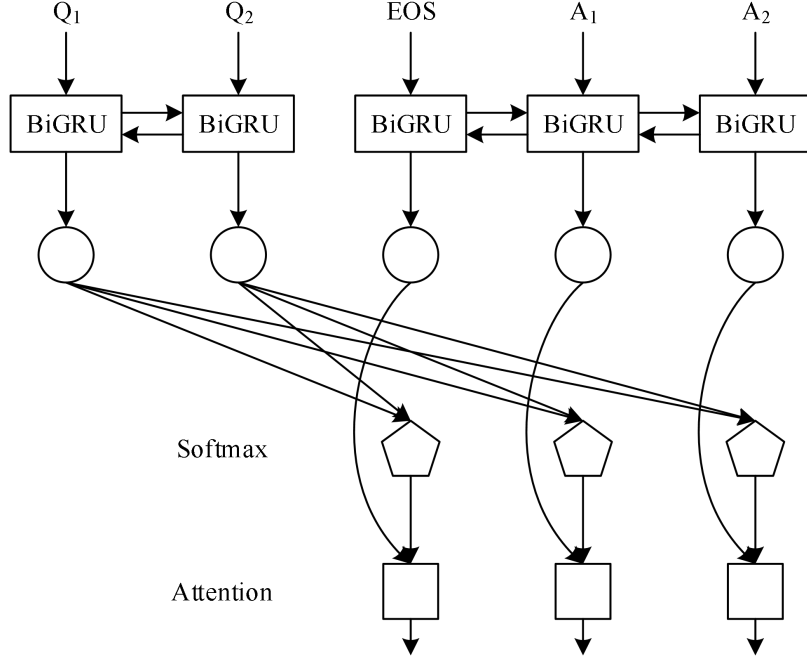 Q₁ Q₂ EOS A₁ A₂
BiGRU BiGRU BiGRU BiGRU BiGRU
Softmax
Attention